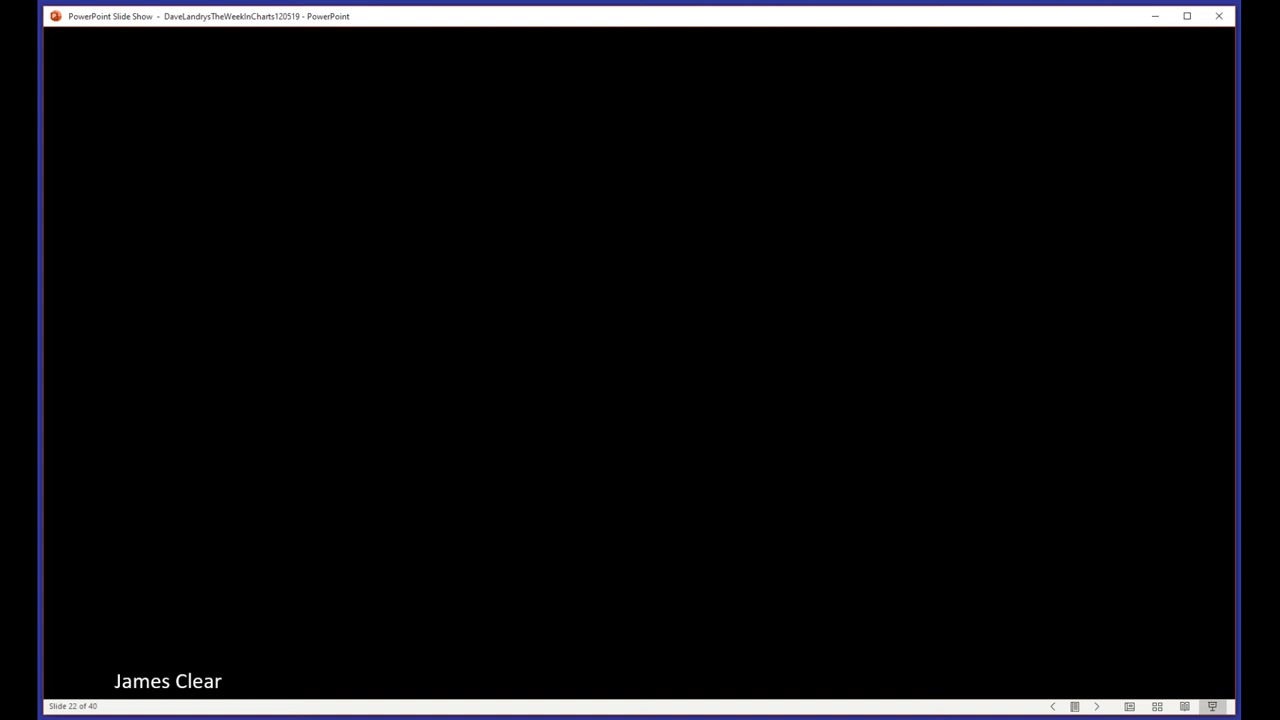 PowerPoint Slide Show - DaveLandrysTheWeekInCharts120519 - PowerPoint
James Clear
Slide 22 of 40